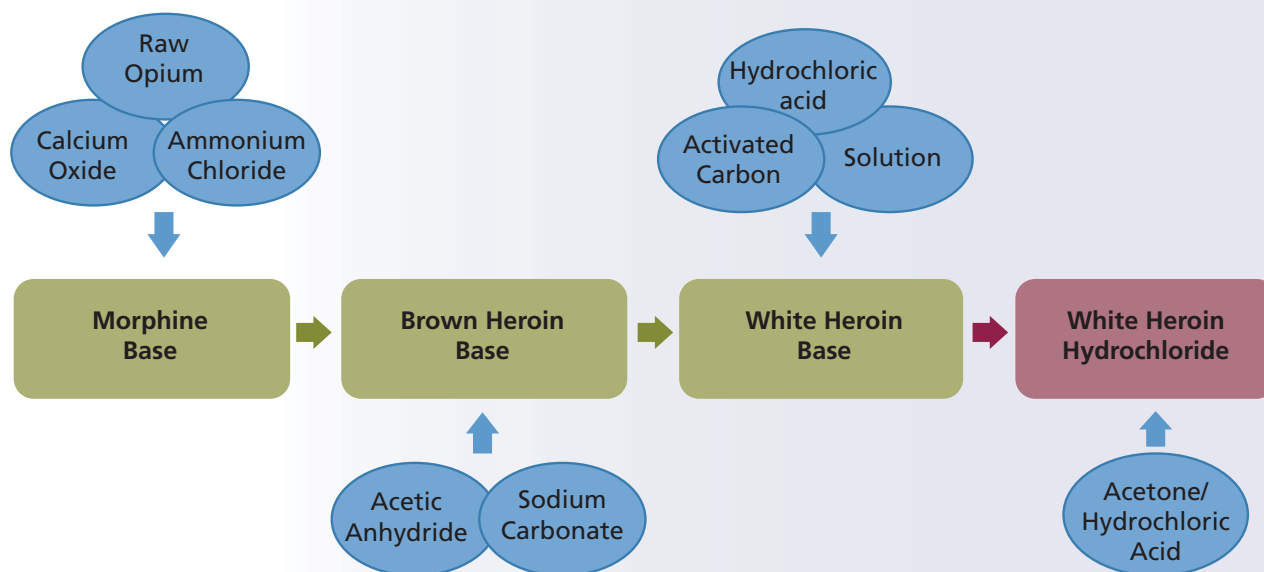 Raw
Opium
Calcium
Oxide
Ammonium
Chloride
Hydrochloric
acid
Activated
Carbon
Solution
Morphine
Base
Brown Heroin
Base
White Heroin
Base
White Heroin
Hydrochloride
Acetic
Anhydride
Sodium
Carbonate
Acetone/
Hydrochloric
Acid